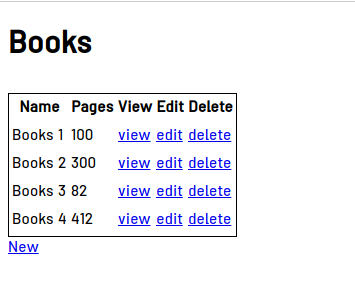 Books
Name Pages View Edit Delete
Books 1 100 view edit delete
Books 2 300 view edit delete
Books 3 82 view edit delete
Books 4 412 view edit delete
New